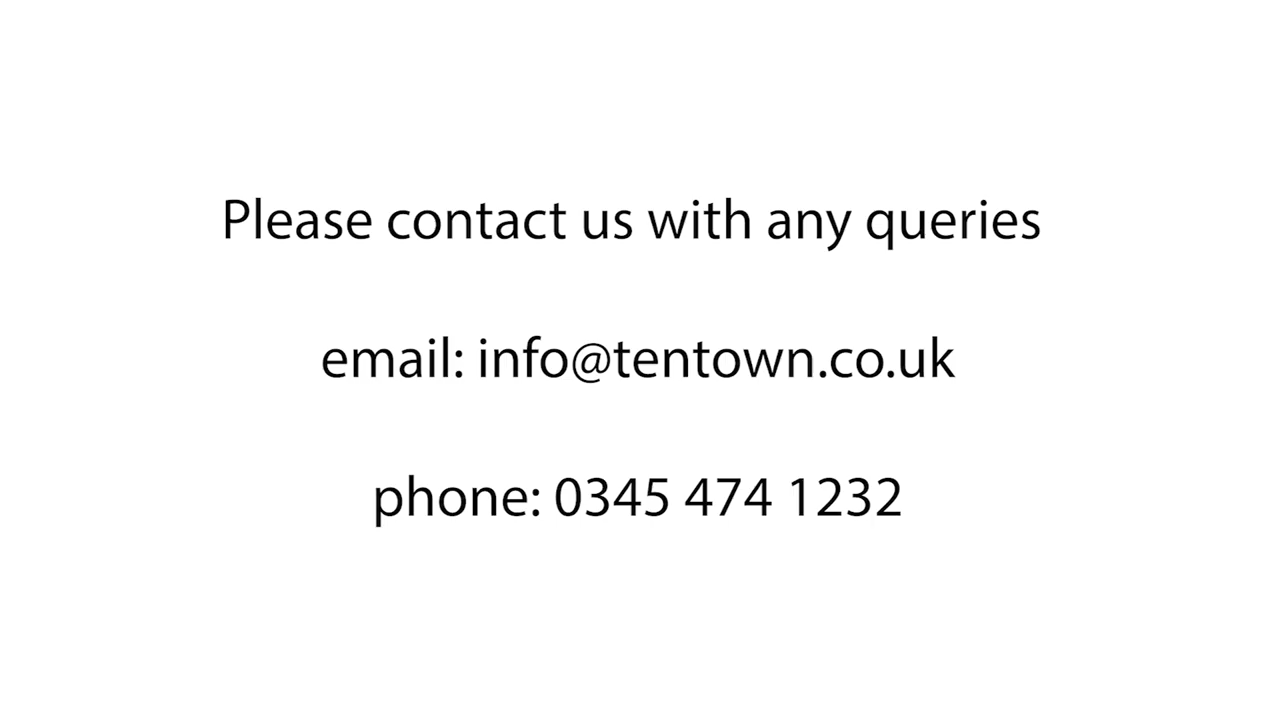 Please contact us with any queries
email: info@tentown.co.uk
phone: 0345 474 1232